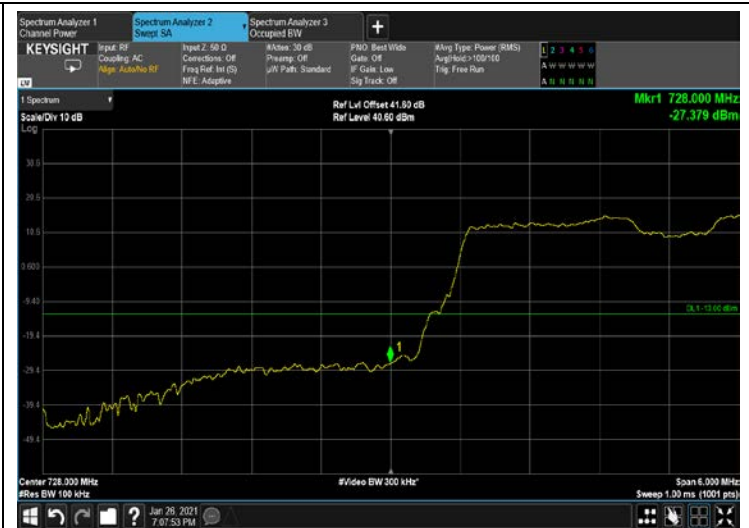 Spectrum Analyzer 1
Channel Power
Spectrum Analyzer 2
Swept SA
Spectrum Analyzer 3
Occupied BW
KEYSIGHT
Input: RF
Coupling: AC
Align: Auto/No RF
Input Z: 50 Ω
Corrections: Off
Freq Ref: Int (S)
NFE: Adaptive
#Atten: 30 dB
Preamp: Off
µW Path: Standard
PNO: Best Wide
Gate: Off
IF Gain: Low
Sig Track: Off
#Avg Type: Power (RMS)
Avg|Hold:>100/100
Trig: Free Run
1 2 3 4 5 6
A W W W W W
A N N N N N
1 Spectrum
Scale/Div 10 dB
Log
Ref Lvl Offset 41.60 dB
Ref Level 40.60 dBm
Mkr1 728.000 MHz
-27.379 dBm
30.6
20.6
10.6
0.600
-9.40
DL1 -13.00 dBm
-19.4
1
-29.4
-39.4
-49.4
Center 728.000 MHz
#Res BW 100 kHz
#Video BW 300 kHz*
Span 6.000 MHz
Sweep 1.00 ms (1001 pts)
Jan 26, 2021
7:07:53 PM